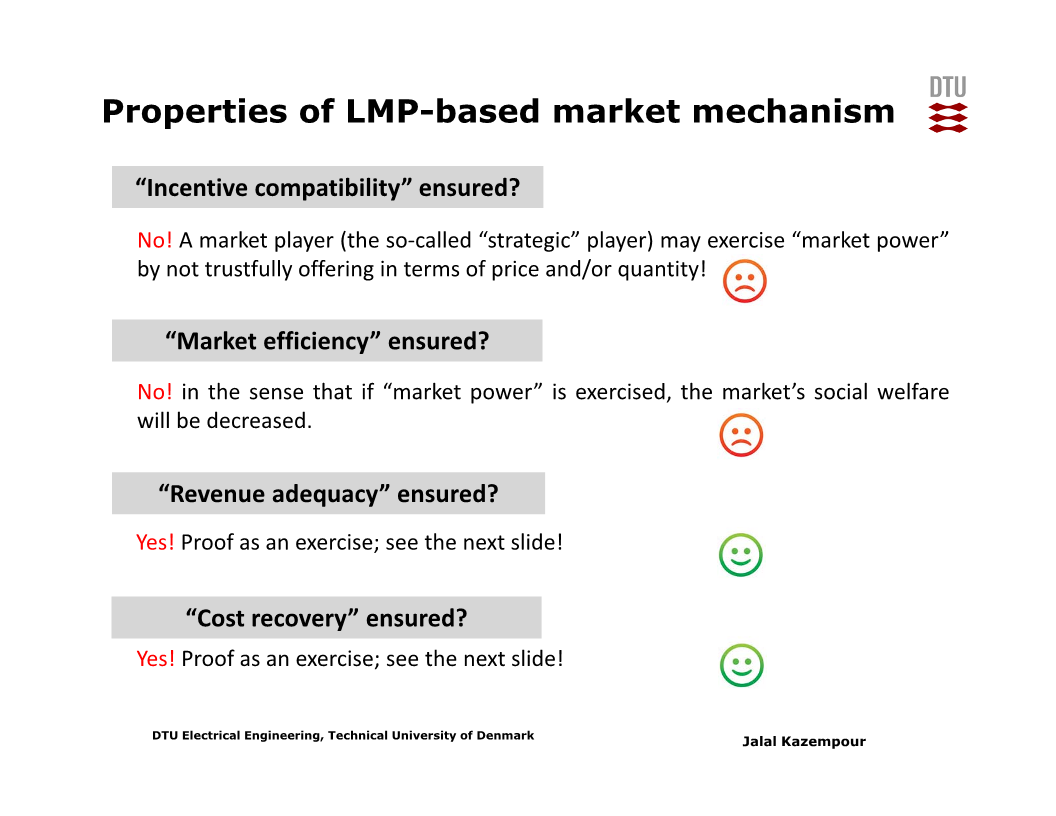 DTU
Properties of LMP-based market mechanism
“Incentive compatibility” ensured?
No! A market player (the so-called “strategic” player) may exercise “market power”
by not trustfully offering in terms of price and/or quantity!
“Market efficiency” ensured?
No! in the sense that if “market power” is exercised, the market’s social welfare
will be decreased.
“Revenue adequacy” ensured?
Yes! Proof as an exercise; see the next slide!
“Cost recovery” ensured?
Yes! Proof as an exercise; see the next slide!
DTU Electrical Engineering, Technical University of Denmark
Jalal Kazempour